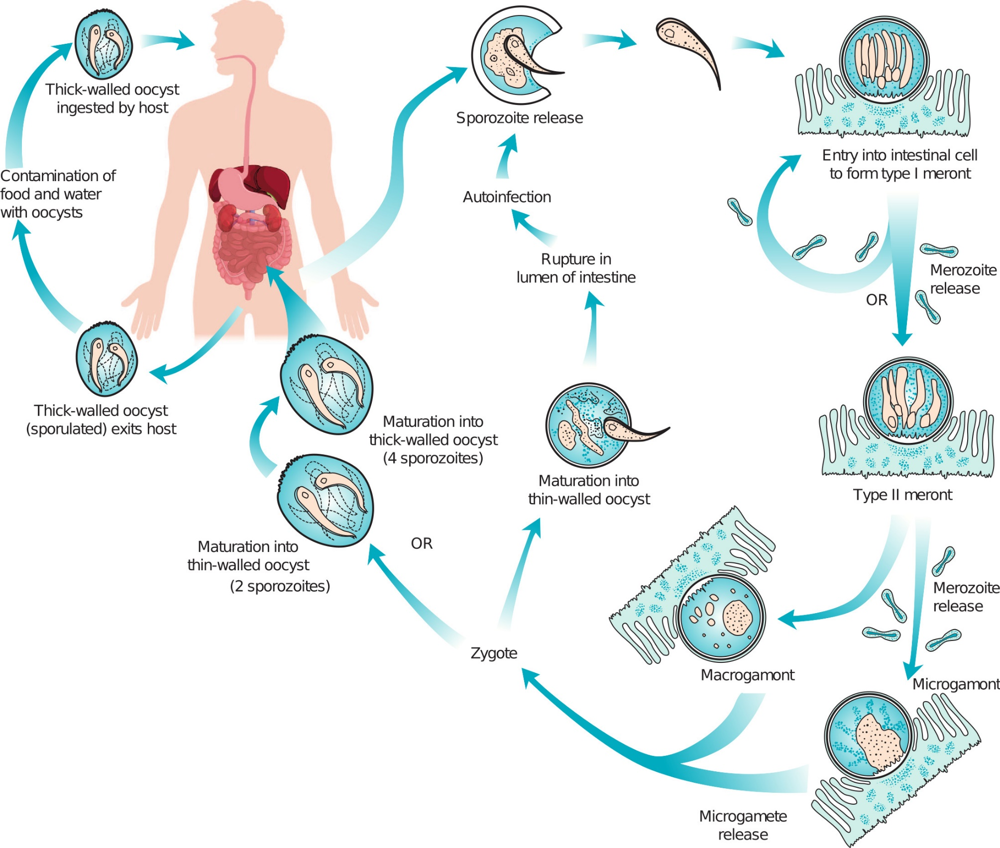 Thick-walled oocyst
ingested by host
Contamination of
food and water
with oocysts
Thick-walled oocyst
(sporulated) exits host
Maturation into
thick-walled oocyst
(4 sporozoites)
Maturation into
thin-walled oocyst
(2 sporozoites)
OR
Zygote
Maturation into
thin-walled oocyst
Rupture in
lumen of intestine
Autoinfection
Sporozoite release
Entry into intestinal cell
to form type I meront
Merozoite
release
OR
Type II meront
Merozoite
release
Macrogamont
Microgamont
Microgamete
release